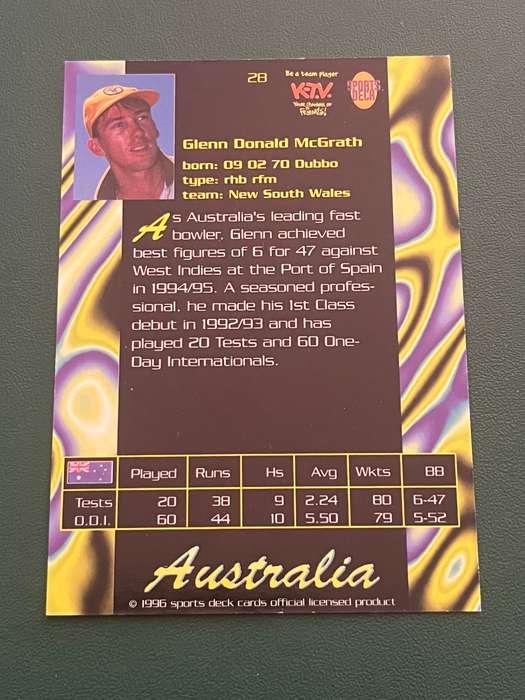 28
Be a team player
K-T.V.
Your channel of
FRIENDS!
SPORTS
DECK
Glenn Donald McGrath
born: 09 02 70 Dubbo
type: rhb rfm
team: New South Wales
As Australia's leading fast
bowler, Glenn achieved
best figures of 6 for 47 against
West Indies at the Port of Spain
in 1994/95. A seasoned profes-
sional, he made his 1st Class
debut in 1992/93 and has
played 20 Tests and 60 One-
Day Internationals.
Played Runs Hs Avg Wkts BB
Tests 20 38 9 2.24 80 6-47
O.D.I. 60 44 10 5.50 79 5-52
Australia
© 1996 sports deck cards official licensed product